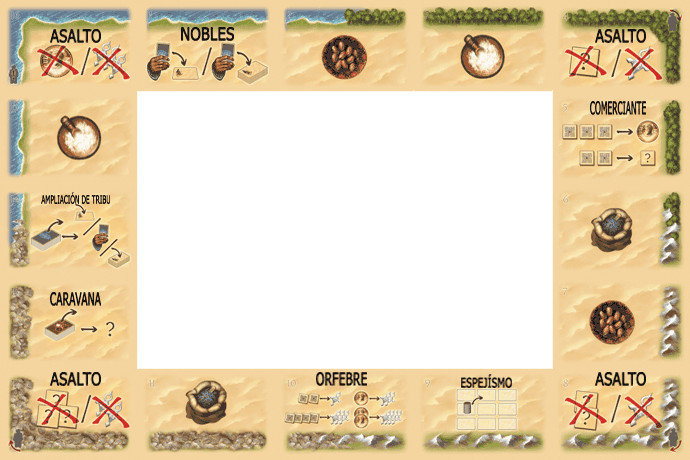 ASALTO
NOBLES
ASALTO
COMERCIANTE
?
AMPLIACIÓN DE TRIBU
CARAVANA
?
ASALTO
ORFEBRE
ESPEJÍSMO
ASALTO